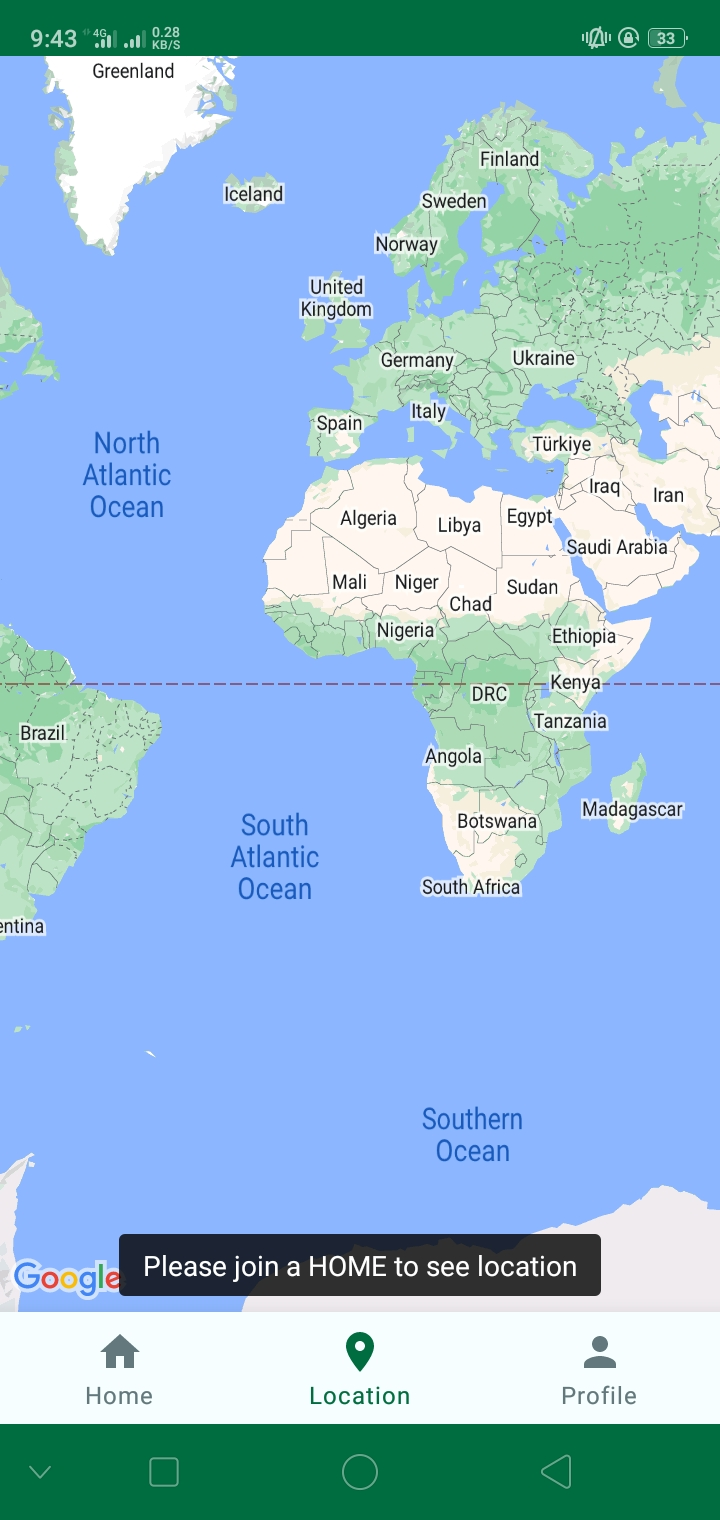 9:43 4G 0.28 KB/S 33
Greenland
Finland
Iceland
Sweden
Norway
United
Kingdom
Germany
Ukraine
Italy
Spain
Türkiye
North
Atlantic
Ocean
Iraq
Iran
Algeria
Libya
Egypt
Saudi Arabia
Mali
Niger
Sudan
Chad
Nigeria
Ethiopia
Kenya
DRC
Tanzania
Brazil
Angola
Madagascar
Botswana
South
Atlantic
Ocean
South Africa
entina
Southern
Ocean
Google
Please join a HOME to see location
Home
Location
Profile